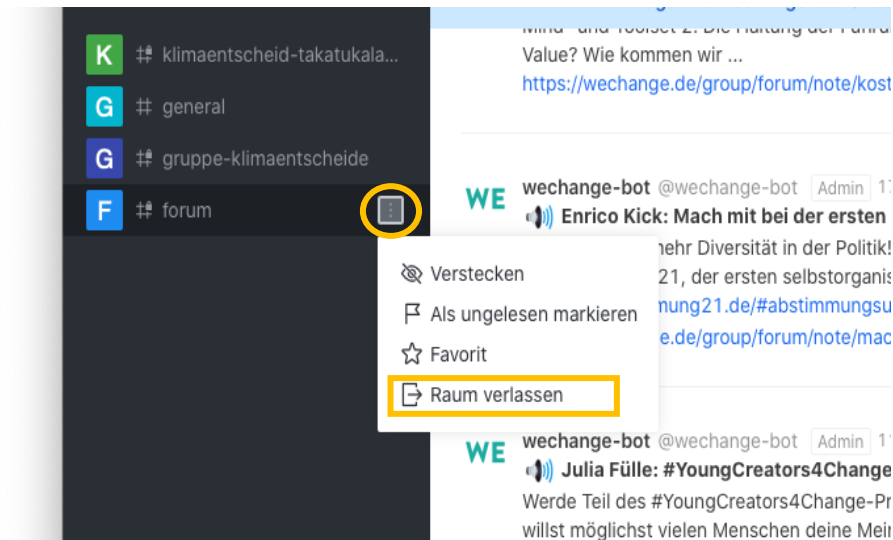 K klimaentscheid-takatukala...
G general
G gruppe-klimaentscheide
F forum
Verstecken
Als ungelesen markieren
Favorit
Raum verlassen
Value? Wie kommen wir ...
https://wechange.de/group/forum/note/kost
WE wechange-bot @wechange-bot Admin
Enrico Kick: Mach mit bei der ersten
mehr Diversität in der Politik!
21, der ersten selbstorganis
mung21.de/#abstimmungsu
e.de/group/forum/note/mac
WE wechange-bot @wechange-bot Admin
Julia Fülle: #YoungCreators4Change
Werde Teil des #YoungCreators4Change-Pr
willst möglichst vielen Menschen deine Mein